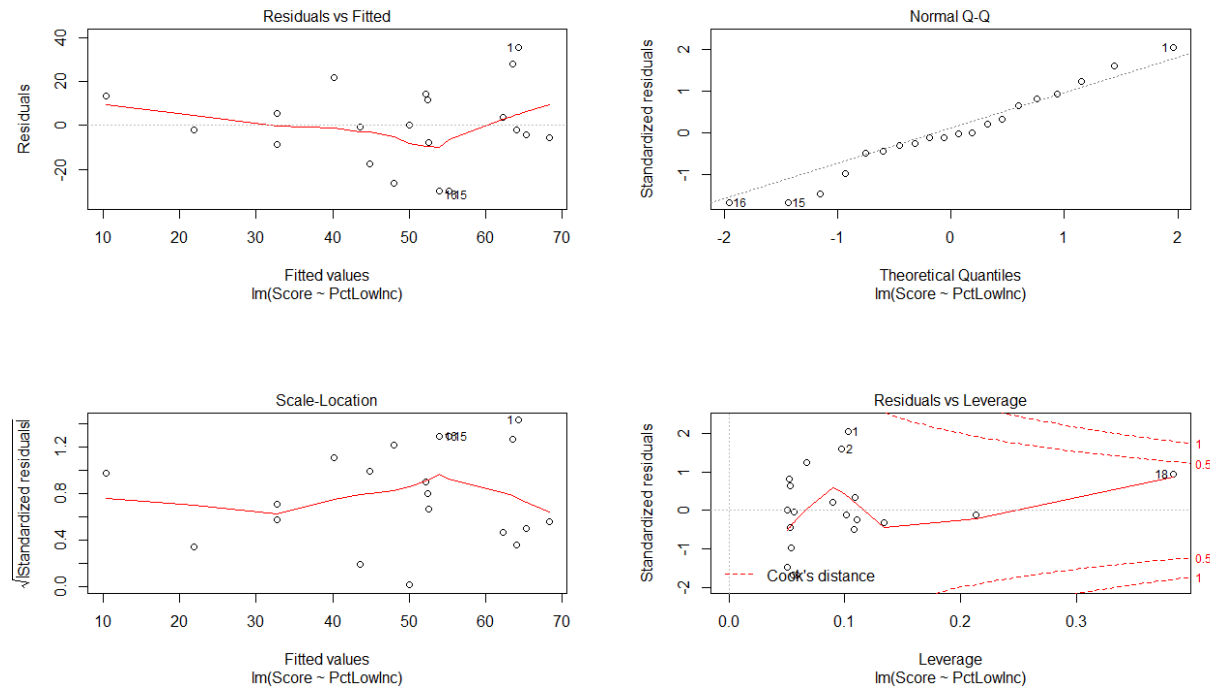 Residuals vs Fitted
Residuals
40
20
0
-20
1
1615
10 20 30 40 50 60 70
Fitted values
lm(Score ~ PctLowInc)
Normal Q-Q
Standardized residuals
2
1
0
-1
1
16
15
-2 -1 0 1 2
Theoretical Quantiles
lm(Score ~ PctLowInc)
Scale-Location
√|Standardized residuals|
1.2
0.8
0.4
0.0
1
1615
10 20 30 40 50 60 70
Fitted values
lm(Score ~ PctLowInc)
Residuals vs Leverage
Standardized residuals
2
1
0
-1
-2
1
2
18
1
0.5
0.5
1
Cook's distance
0.0 0.1 0.2 0.3
Leverage
lm(Score ~ PctLowInc)